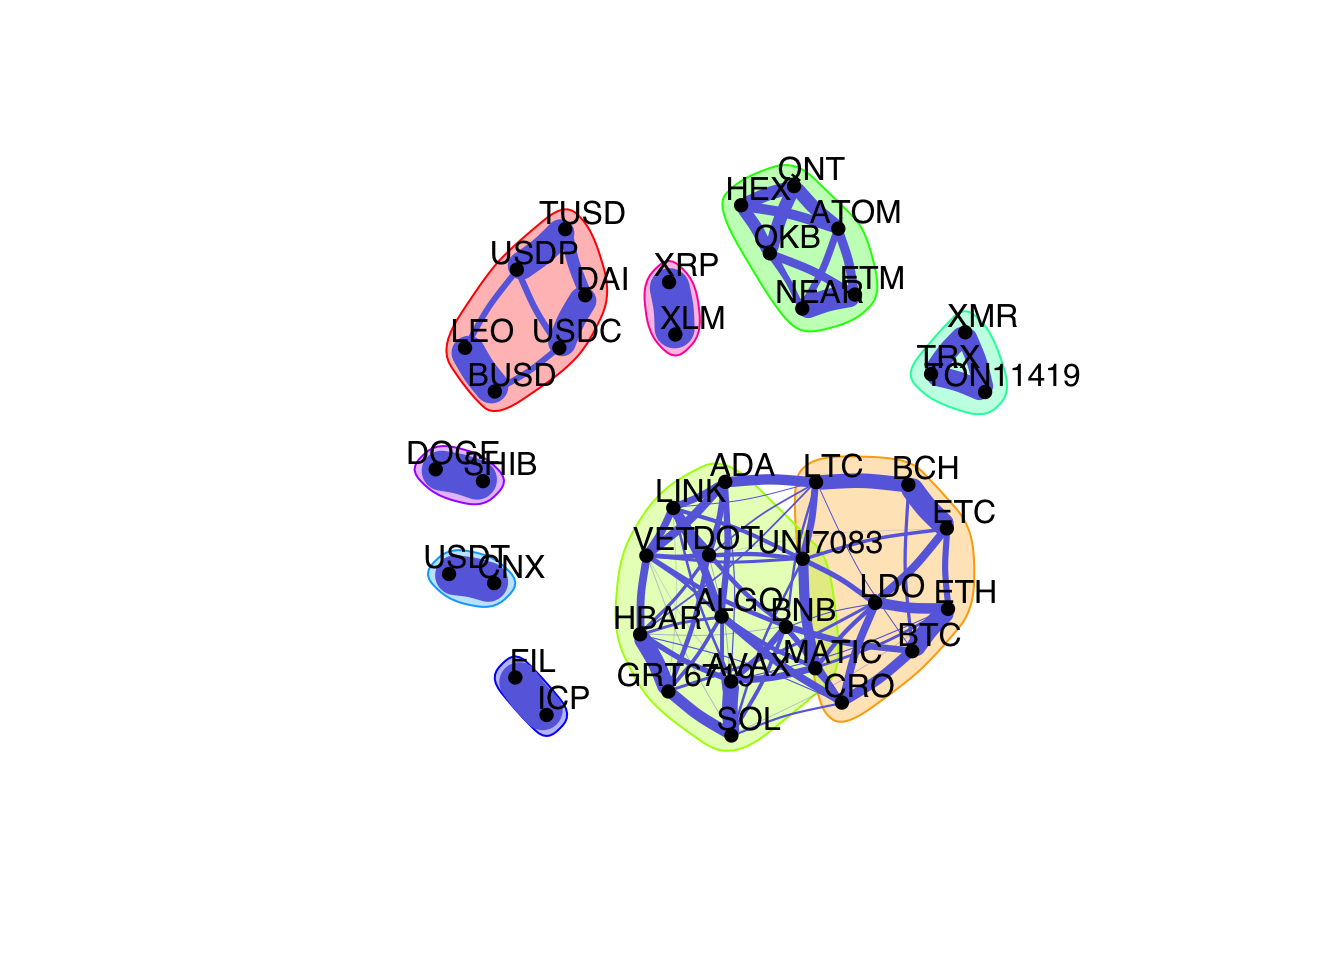 QNT
HEX
TUSD
ATOM
OKB
USDP
XRP
DAI
FTM
NEAR
XLM
XMR
LEO
USDC
TRX
BUSD
TON11419
DOGE
SHIB
ADA
LTC
BCH
LINK
ETC
VET
DOT
UNI7083
USDT
CNX
LDO
ETH
ALGO
BNB
HBAR
BTC
MATIC
FIL
AVAX
GRT6719
CRO
ICP
SOL